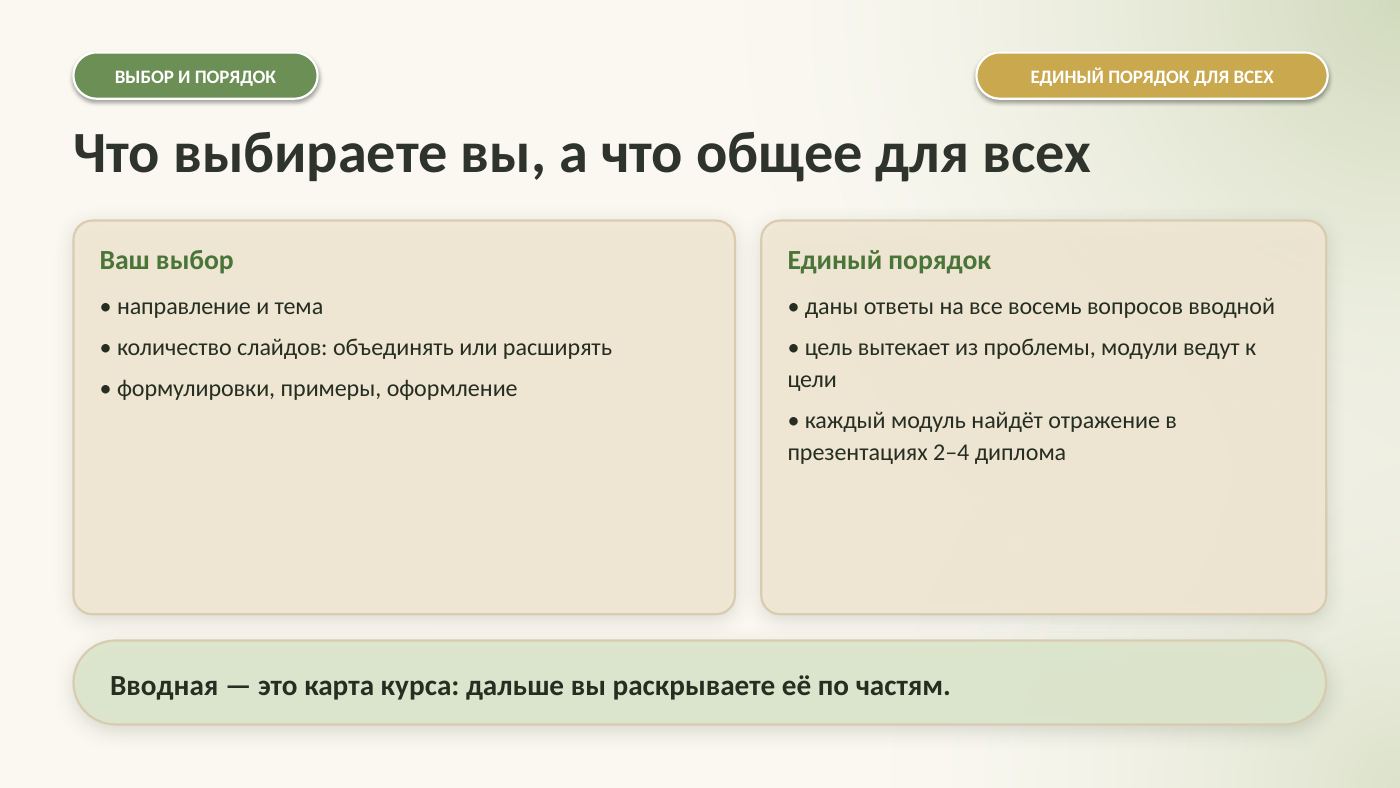 ВЫБОР И ПОРЯДОК
ЕДИНЫЙ ПОРЯДОК ДЛЯ ВСЕХ
Что выбираете вы, а что общее для всех
Ваш выбор
• направление и тема
• количество слайдов: объединять или расширять
• формулировки, примеры, оформление
Единый порядок
• даны ответы на все восемь вопросов вводной
• цель вытекает из проблемы, модули ведут к
цели
• каждый модуль найдёт отражение в
презентациях 2–4 диплома
Вводная — это карта курса: дальше вы раскрываете её по частям.